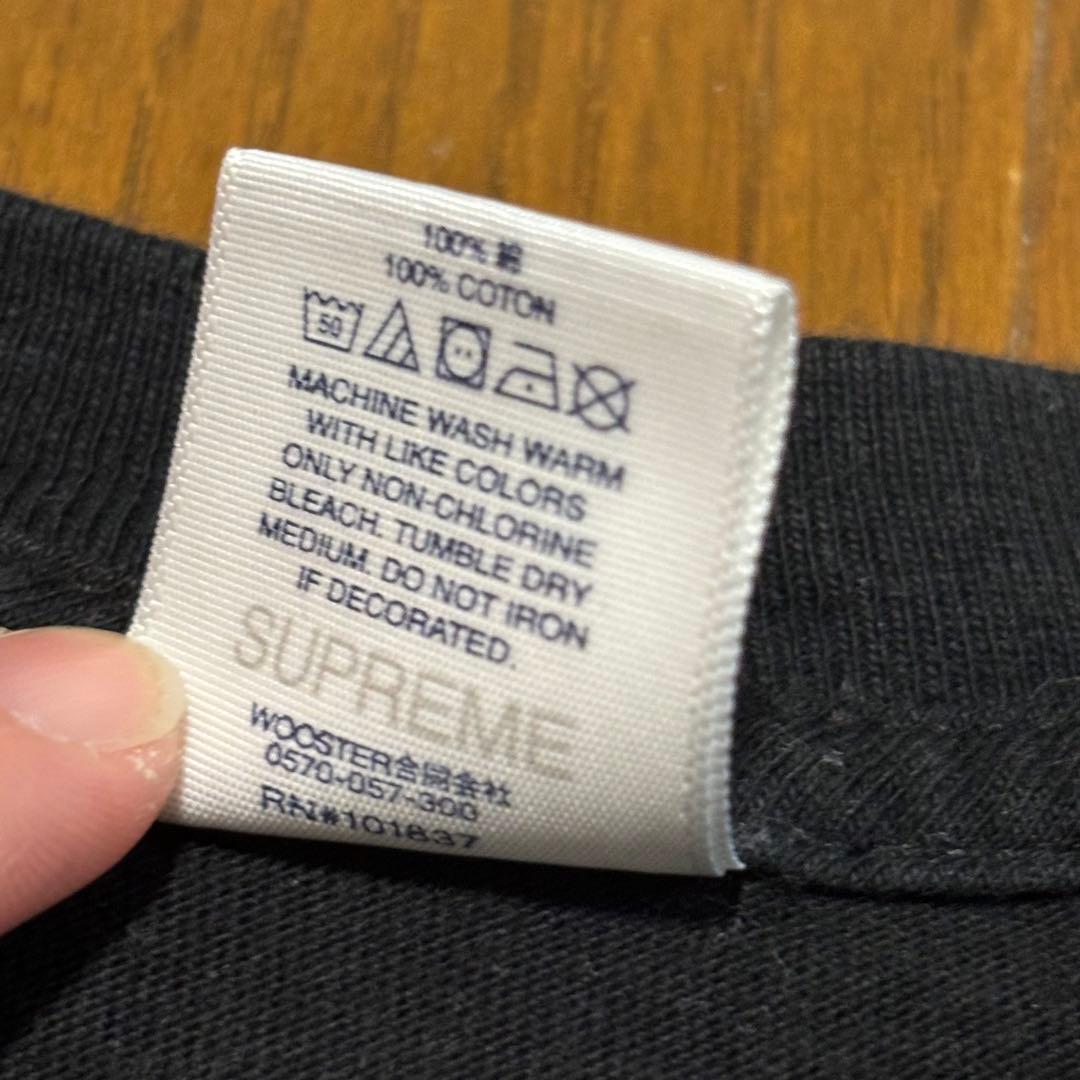 100% 綿
100% COTON
50
MACHINE WASH WARM
WITH LIKE COLORS
ONLY NON-CHLORINE
BLEACH. TUMBLE DRY
MEDIUM. DO NOT IRON
IF DECORATED.
SUPREME
WOOSTER合同会社
0570-057-300
RN#101837